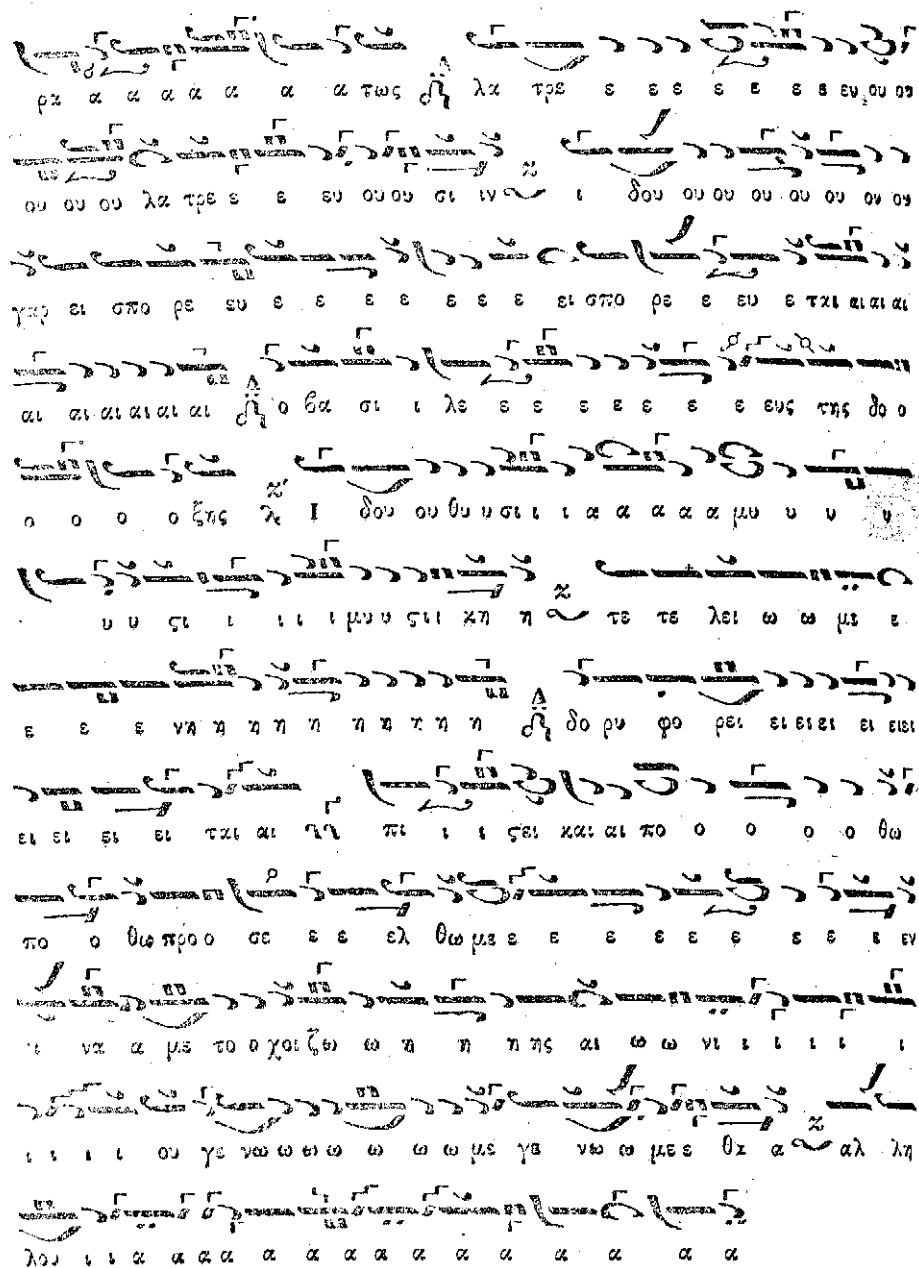 ρα α α α α α α α τως λα τρε ε ε ε ε ε ε ε ε ευ ου ου
ου ου ου λα τρε ε ε ε ευ ου ου σι ιν ι δου ου ου ου ου ου ου ου
γαρ ει σπο ρε ευ ε ε ε ε ε ε ε ε ει σπο ρε ε ευ ε ται αι αι αι
αι αι αι αι αι αι αι ο βα σι ι λε ε ε ε ε ε ε ε ε ευς της δο ο
ο ο ο ο ξης Ι δου ου θυ υ σι ι ι α α α α α μυ υ υ υ
υ υ ςι ι ι ι ι μυ υ ςι ι κη η τε τε λει ω ω με ε
ε ε ε ε νη η η η η η η η η η δο ρυ φο ρει ει ει ει ει ει ει
ει ει ει ει ται αι πι ι ι ςει και αι πο ο ο ο ο ο θω
πο ο θω προ ο σε ε ε ελ θω με ε ε ε ε ε ε ε ε ε εν
ι να α με το ο χοι ζω ω η η η ης αι ω ω νι ι ι ι ι ι
ι ι ι ι ου γε νω ω ω ω ω ω ω με γε νω ω με ε θα α αλ λη
λου ι ι α α α α α α α α α α α α α α α